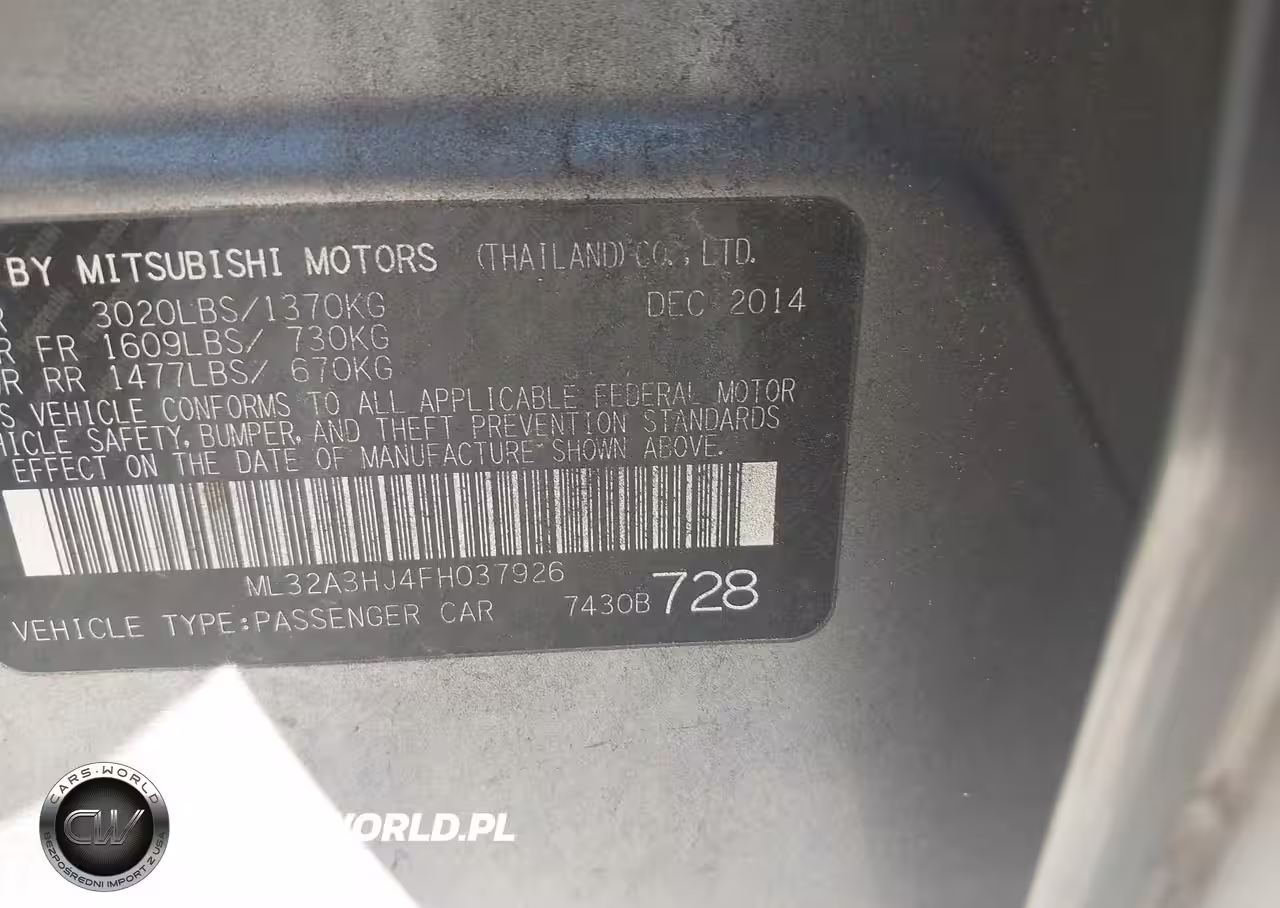 BY MITSUBISHI MOTORS (THAILAND) CO., LTD.
R 3020LBS/1370KG DEC 2014
R FR 1609LBS/ 730KG
R RR 1477LBS/ 670KG
S VEHICLE CONFORMS TO ALL APPLICABLE FEDERAL MOTOR
HICLE SAFETY, BUMPER, AND THEFT PREVENTION STANDARDS
EFFECT ON THE DATE OF MANUFACTURE SHOWN ABOVE.
ML32A3HJ4FH037926
VEHICLE TYPE:PASSENGER CAR 7430B 728
CARS·WORLD
CW
BEZPOŚREDNI IMPORT Z USA
WORLD.PL